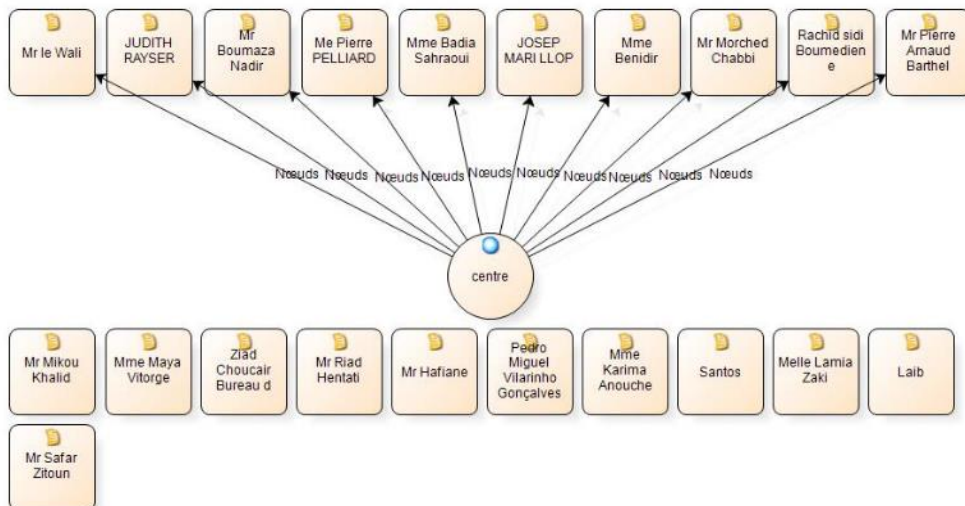 Mr le Wali
JUDITH
RAYSER
Mr
Boumaza
Nadir
Me Pierre
PELLIARD
Mme Badia
Sahraoui
JOSEP
MARI LLOP
Mme
Benidir
Mr Morched
Chabbi
Rachid sidi
Boumedien
e
Mr Pierre
Arnaud
Barthel
Nœuds Nœuds Nœuds Nœuds Nœuds Nœuds Nœuds Nœuds Nœuds Nœuds
centre
Mr Mikou
Khalid
Mme Maya
Vitorge
Ziad
Choucair
Bureau d
Mr Riad
Hentati
Mr Hafiane
Pedro
Miguel
Vilarinho
Gonçalves
Mme
Karima
Anouche
Santos
Melle Lamia
Zaki
Laib
Mr Safar
Zitoun